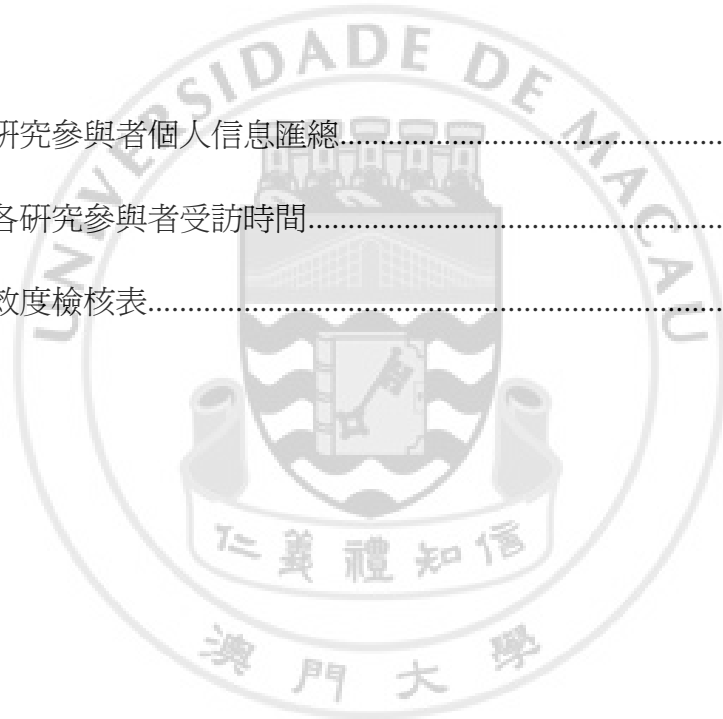 研究參與者個人信息匯總
各研究參與者受訪時間
效度檢核表
UNIVERSIDADE DE MACAU
仁義禮知信
澳門大學